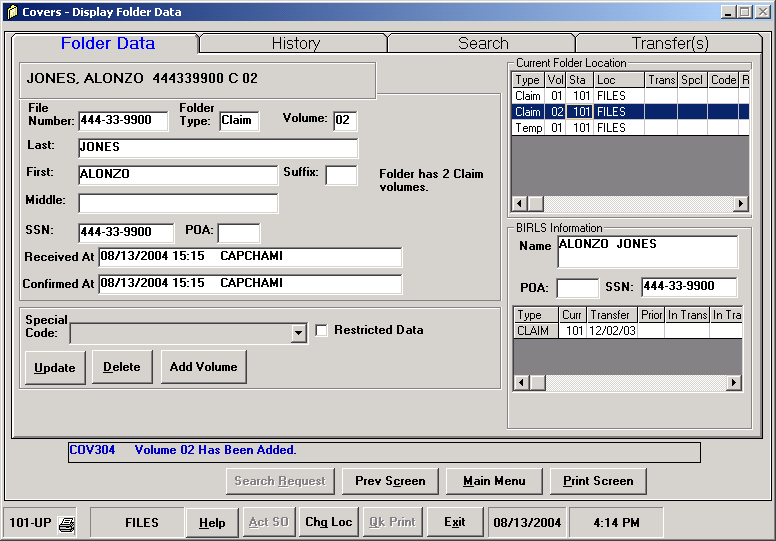 Covers - Display Folder Data
Folder Data History Search Transfer(s)
JONES, ALONZO 444339900 C 02
File Number: 444-33-9900 Folder Type: Claim Volume: 02
Last: JONES
First: ALONZO Suffix:
Folder has 2 Claim
volumes.
Middle:
SSN: 444-33-9900 POA:
Received At 08/13/2004 15:15 CAPCHAMI
Confirmed At 08/13/2004 15:15 CAPCHAMI
Special
Code:
Restricted Data
Update Delete Add Volume
Current Folder Location
Type Vol Sta Loc Trans Spcl Code R
Claim 01 101 FILES
Claim 02 101 FILES
Temp 01 101 FILES
BIRLS Information
Name ALONZO JONES
POA: SSN: 444-33-9900
Type Curr Transfer Prior In Trans In Tra
CLAIM 101 12/02/03
COV304 Volume 02 Has Been Added.
Search Request Prev Screen Main Menu Print Screen
101-UP FILES Help Act SO Chg Loc Qk Print Exit 08/13/2004 4:14 PM